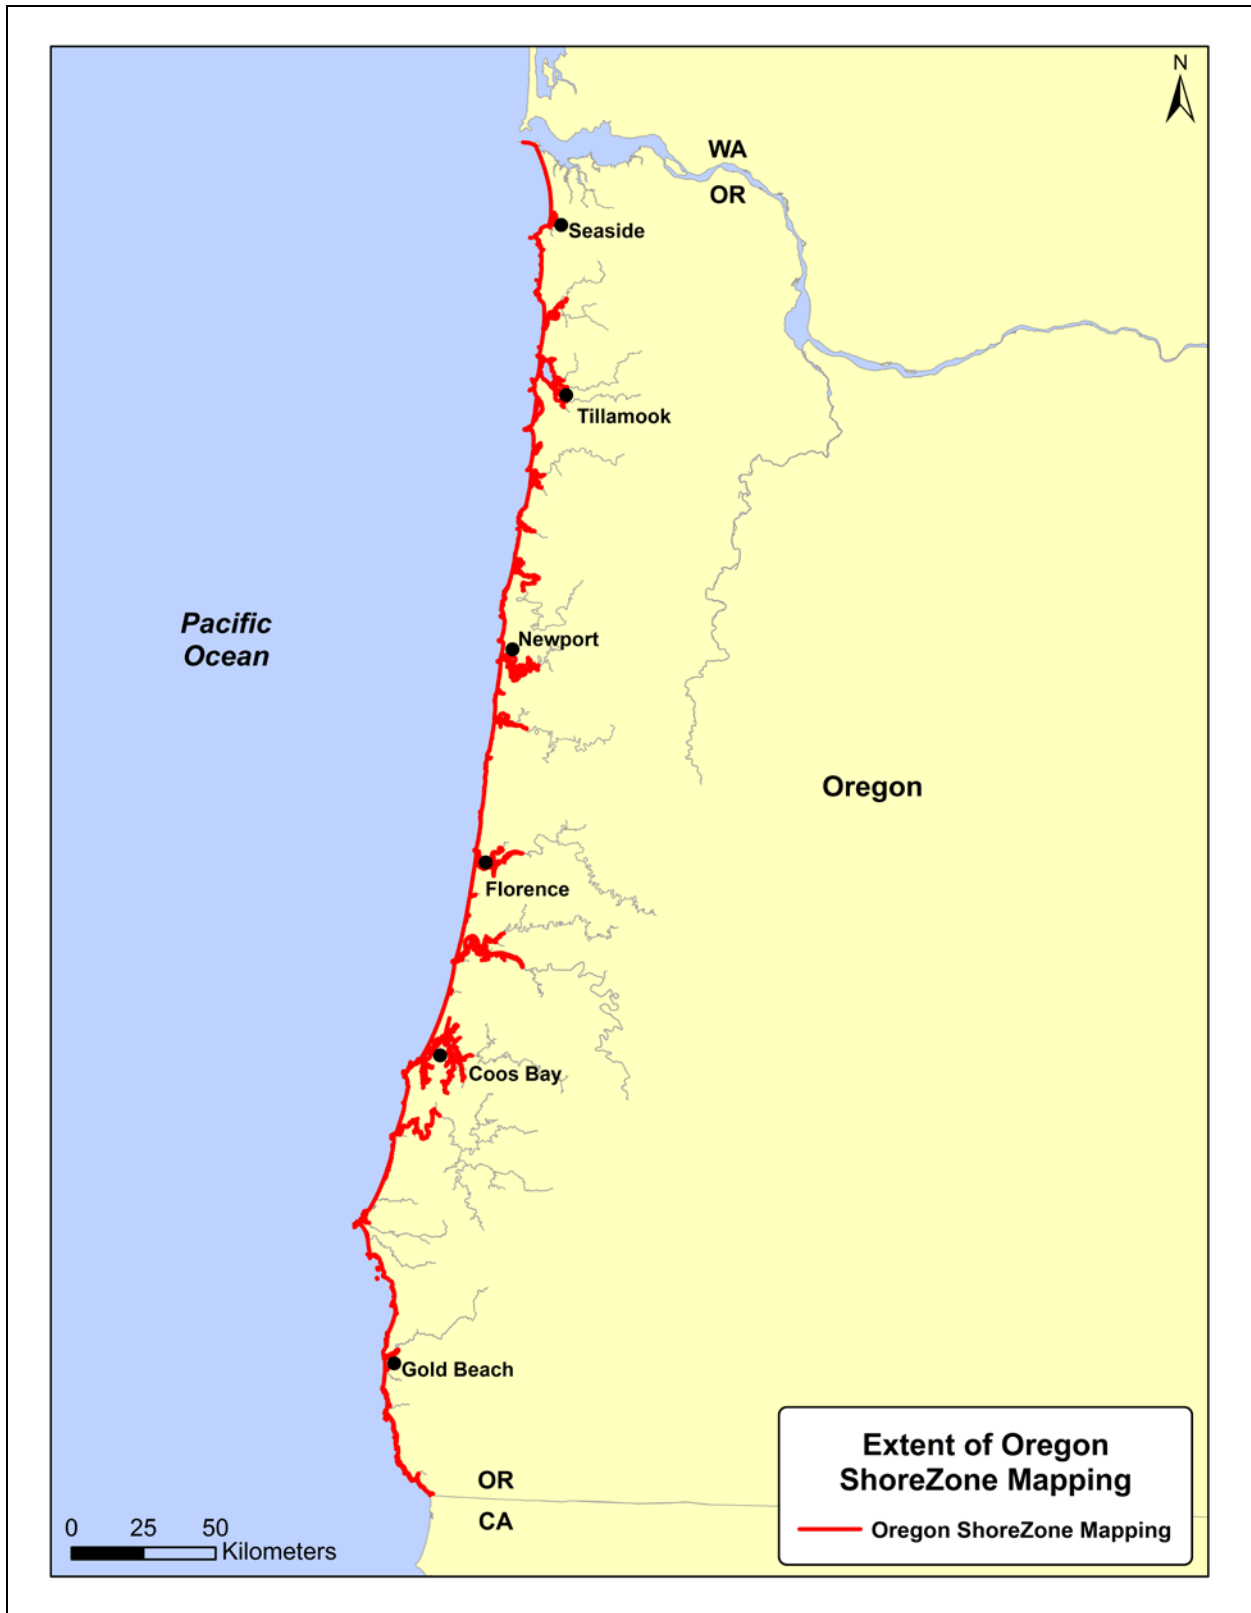 N
WA
OR
Seaside
Tillamook
Pacific
Ocean
Newport
Oregon
Florence
Coos Bay
Gold Beach
OR
CA
0 25 50
Kilometers
Extent of Oregon
ShoreZone Mapping
Oregon ShoreZone Mapping